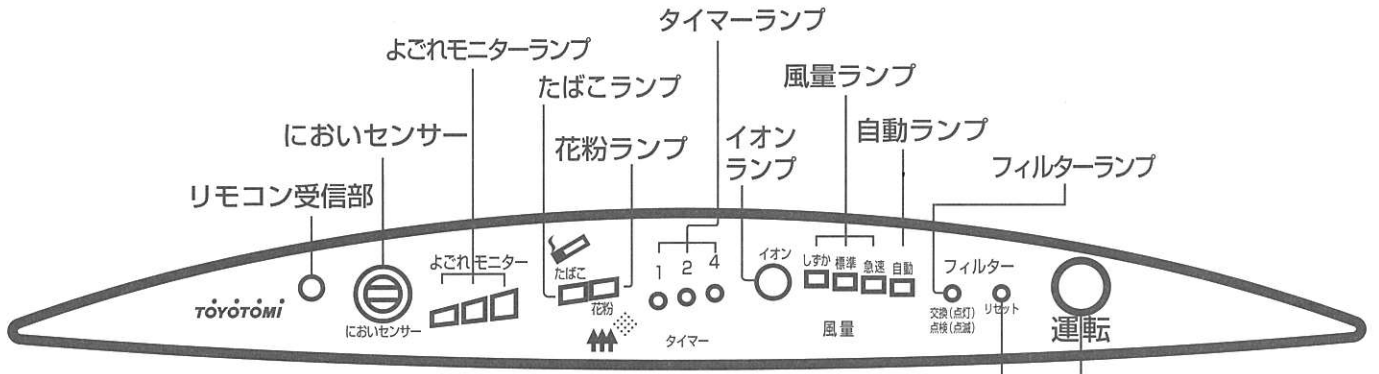 タイマーランプ
よごれモニターランプ
たばこランプ
風量ランプ
においセンサー
花粉ランプ
イオン
ランプ
自動ランプ
フィルターランプ
リモコン受信部
TOYOTOMI
においセンサー
よごれ モニター
たばこ
花粉
1 2 4
タイマー
イオン
しずか 標準 急速 自動
風量
フィルター
交換(点灯)
点検(点滅)
リセット
運転